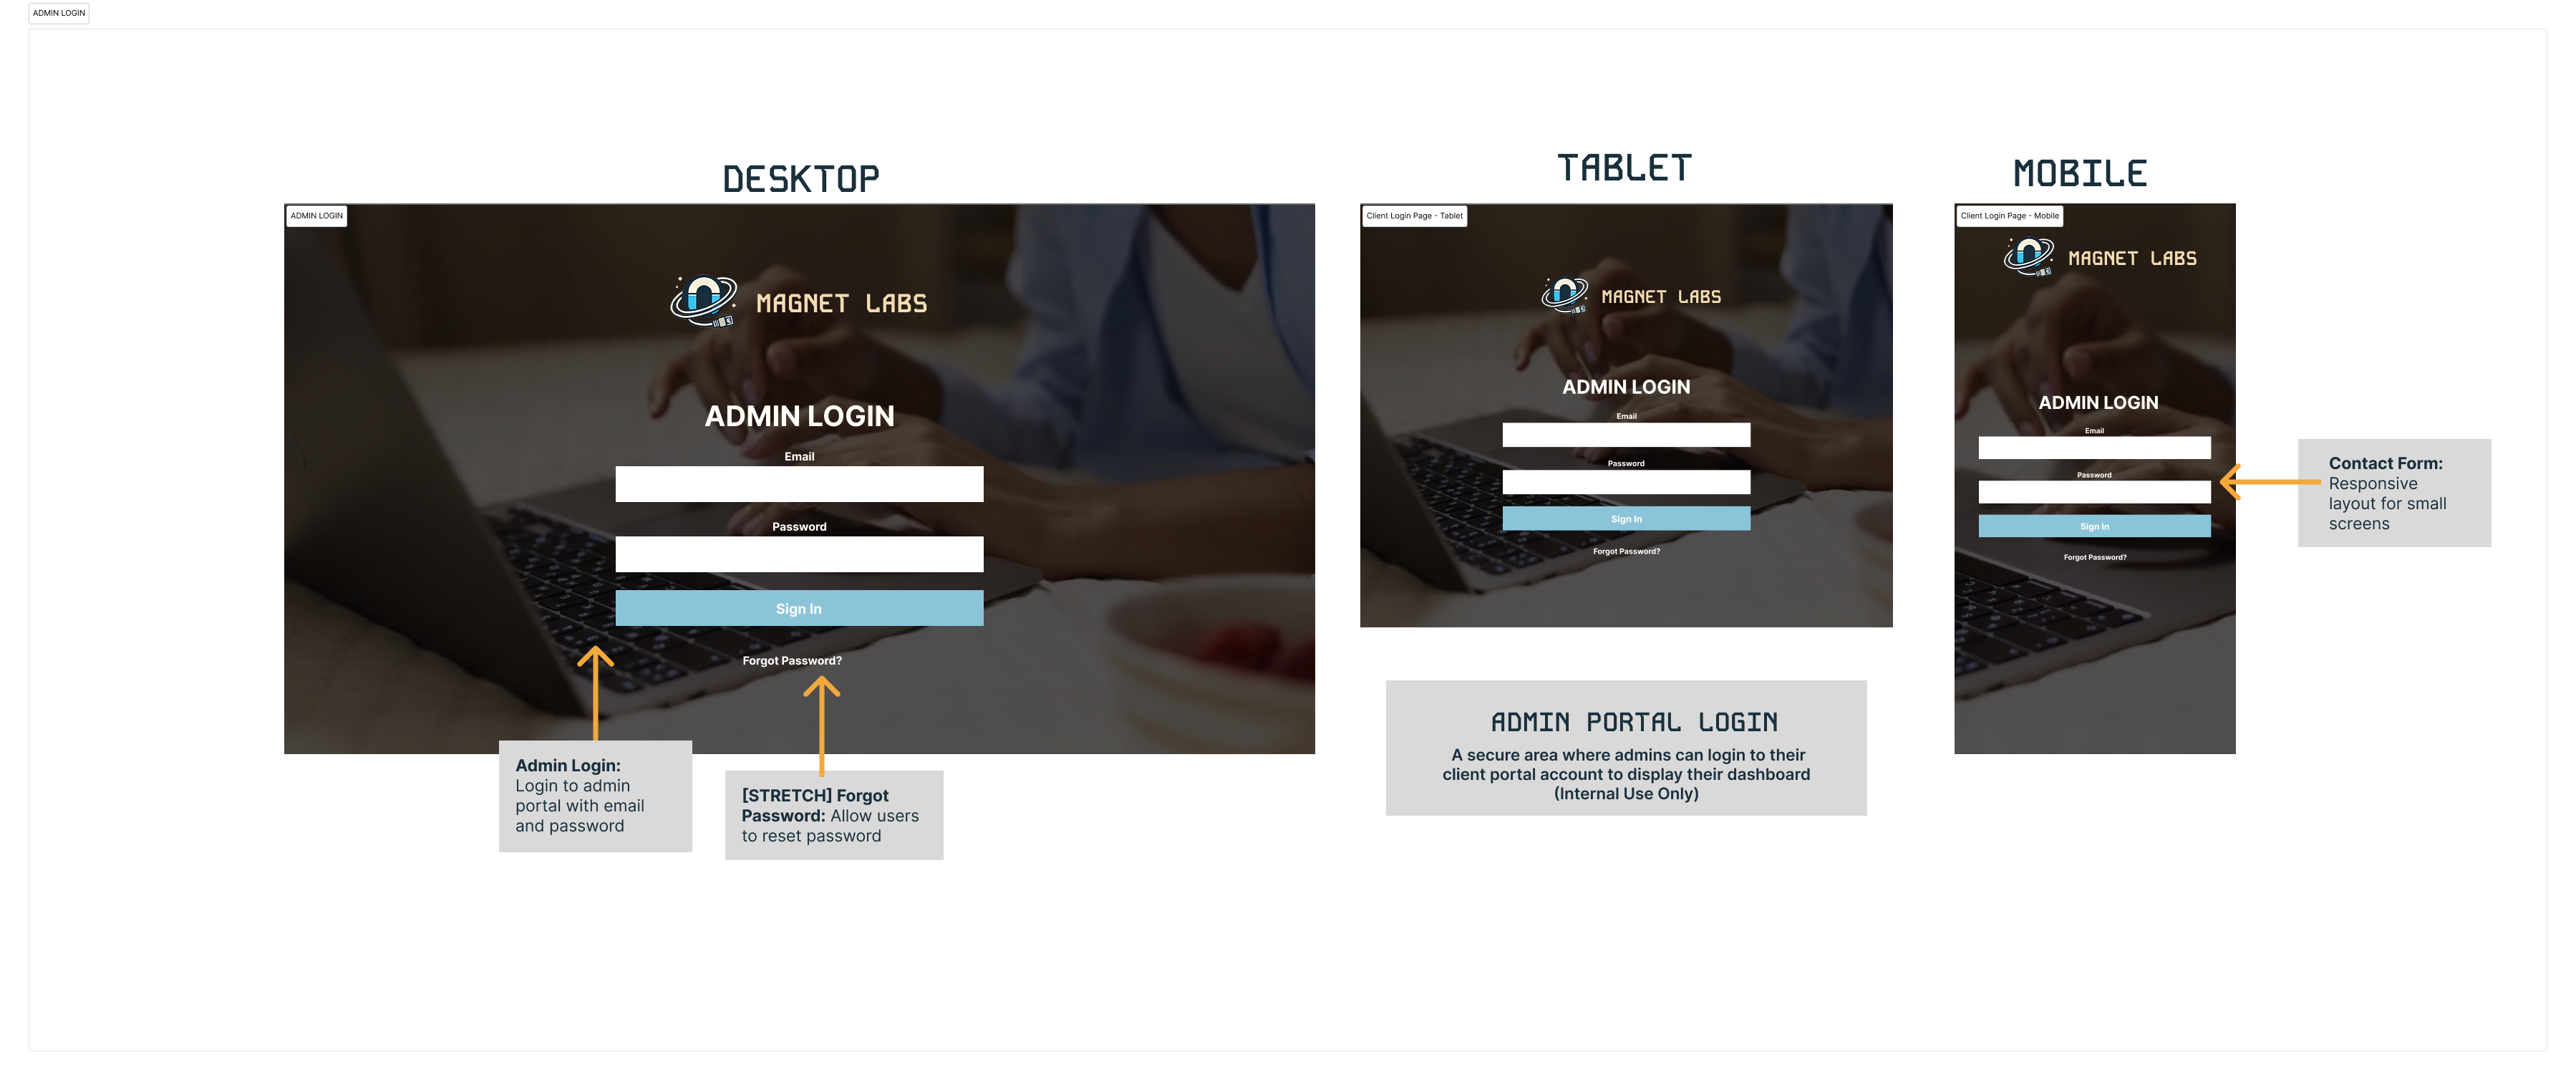 ADMIN LOGIN
DESKTOP
ADMIN LOGIN
MAGNET LABS
ADMIN LOGIN
Email
Password
Sign In
Forgot Password?
Admin Login:
Login to admin
portal with email
and password
[STRETCH] Forgot
Password: Allow users
to reset password
TABLET
Client Login Page - Tablet
MAGNET LABS
ADMIN LOGIN
Email
Password
Sign In
Forgot Password?
ADMIN PORTAL LOGIN
A secure area where admins can login to their
client portal account to display their dashboard
(Internal Use Only)
MOBILE
Client Login Page - Mobile
MAGNET LABS
ADMIN LOGIN
Email
Password
Sign In
Forgot Password?
Contact Form:
Responsive
layout for small
screens